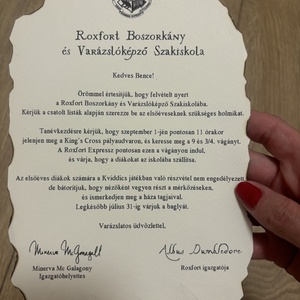 Roxfort Boszorkány
és Varázslóképző Szakiskola
Kedves Bence!
Örömmel értesítjük, hogy felvételt nyert
a Roxfort Boszorkány és Varázslóképző Szakiskolába.
Kérjük a csatolt listák alapján szerezze be az elsőéveseknek szükséges holmikat.
Tanévkezdésre kérjük, hogy szeptember 1-jén pontosan 11 órakor
jelenjen meg a King's Cross pályaudvaron, és keresse meg a 9 és 3/4. vágányt.
A Roxfort Expressz pontosan ezen a vágányon indul,
és várja, hogy a diákokat az iskolába szállítsa.
Az elsőéves diákok számára a Kviddics játékban való részvétel nem engedélyezett,
de bátorítjuk, hogy nézőként vegyen részt a mérkőzéseken,
és ismerkedjen meg a háza tagjaival.
Legkésőbb július 31-ig várjuk a baglyát.
Varázslatos üdvözlettel,
Minerva McGonagall
Albus Dumbledore
Minerva Mc Galagony
Roxfort igazgatója
Igazgatóhelyettes